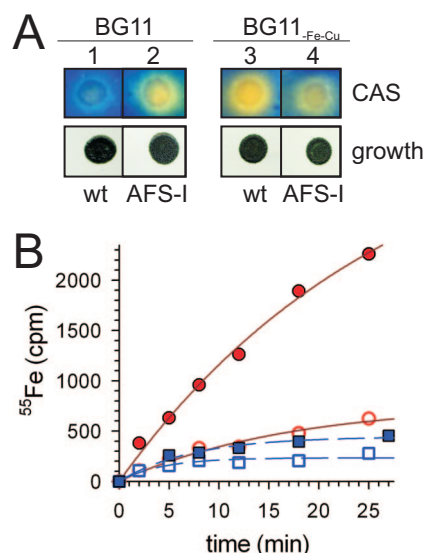 A
BG11 BG11-Fe-Cu
1 2 3 4
CAS
growth
wt AFS-I wt AFS-I
B
55Fe (cpm)
2000
1500
1000
500
0
0 5 10 15 20 25
time (min)